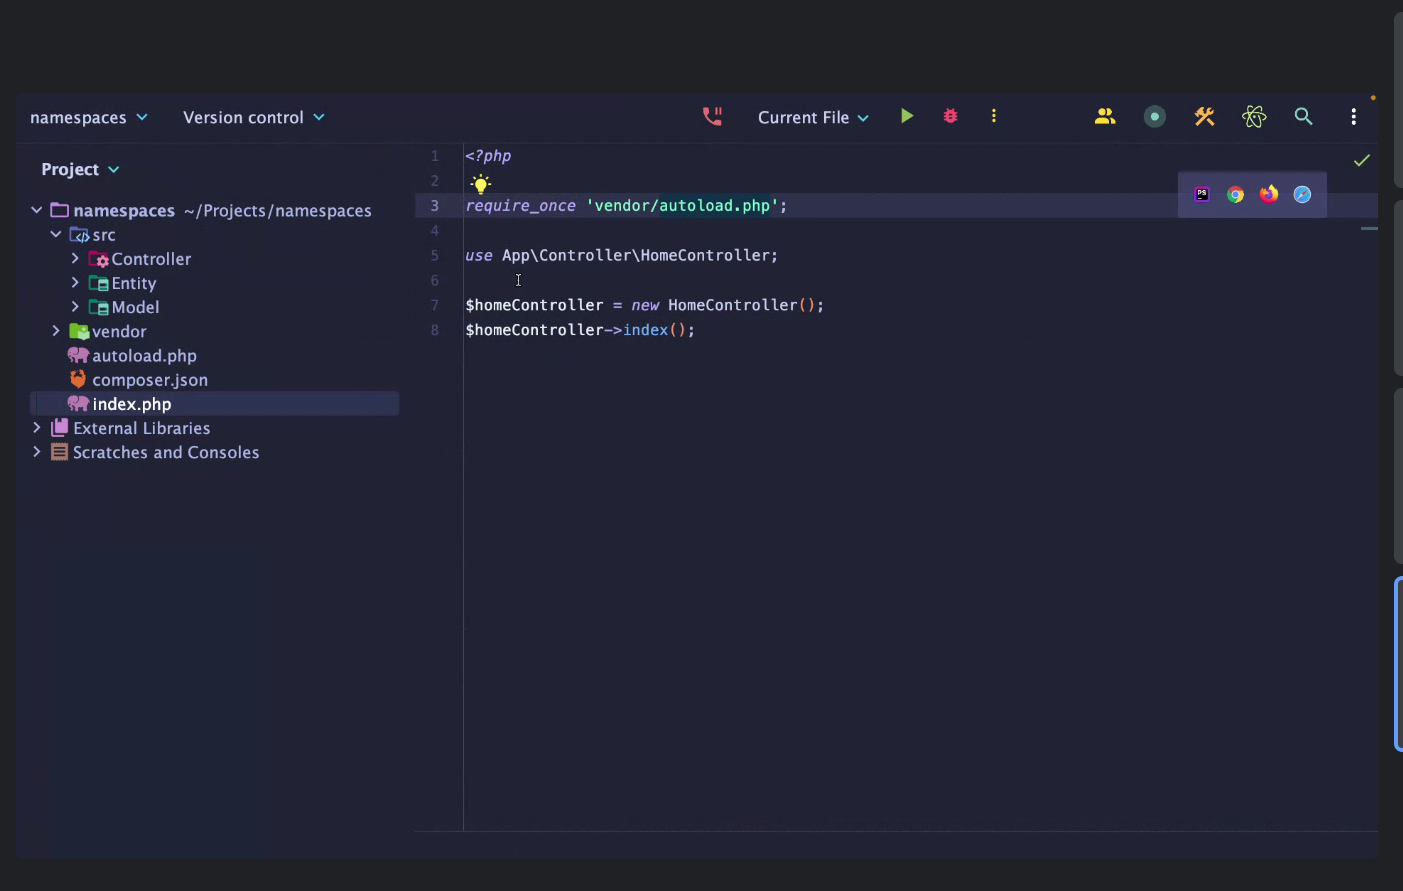 namespaces Version control Current File
Project
namespaces ~/Projects/namespaces
src
Controller
Entity
Model
vendor
autoload.php
composer.json
index.php
External Libraries
Scratches and Consoles
1 <?php
2
3 require_once 'vendor/autoload.php';
4
5 use App\Controller\HomeController;
6
7 $homeController = new HomeController();
8 $homeController->index();
PS